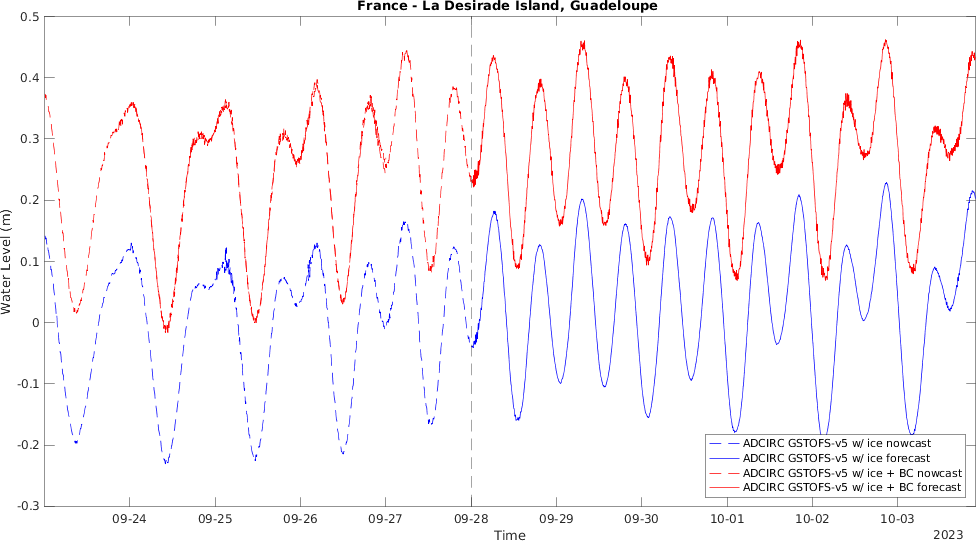 France - La Desirade Island, Guadeloupe
0.5
0.4
0.3
0.2
0.1
0
-0.1
-0.2
-0.3
Water Level (m)
ADCIRC GSTOFS-v5 w/ ice nowcast
ADCIRC GSTOFS-v5 w/ ice forecast
ADCIRC GSTOFS-v5 w/ ice + BC nowcast
ADCIRC GSTOFS-v5 w/ ice + BC forecast
09-24 09-25 09-26 09-27 09-28 09-29 09-30 10-01 10-02 10-03
Time
2023